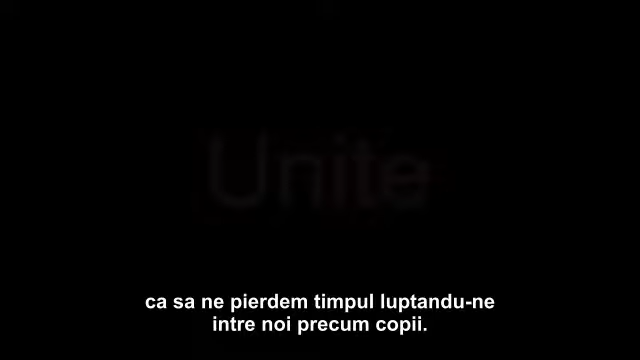 Unite
ca sa ne pierdem timpul luptandu-ne
intre noi precum copii.